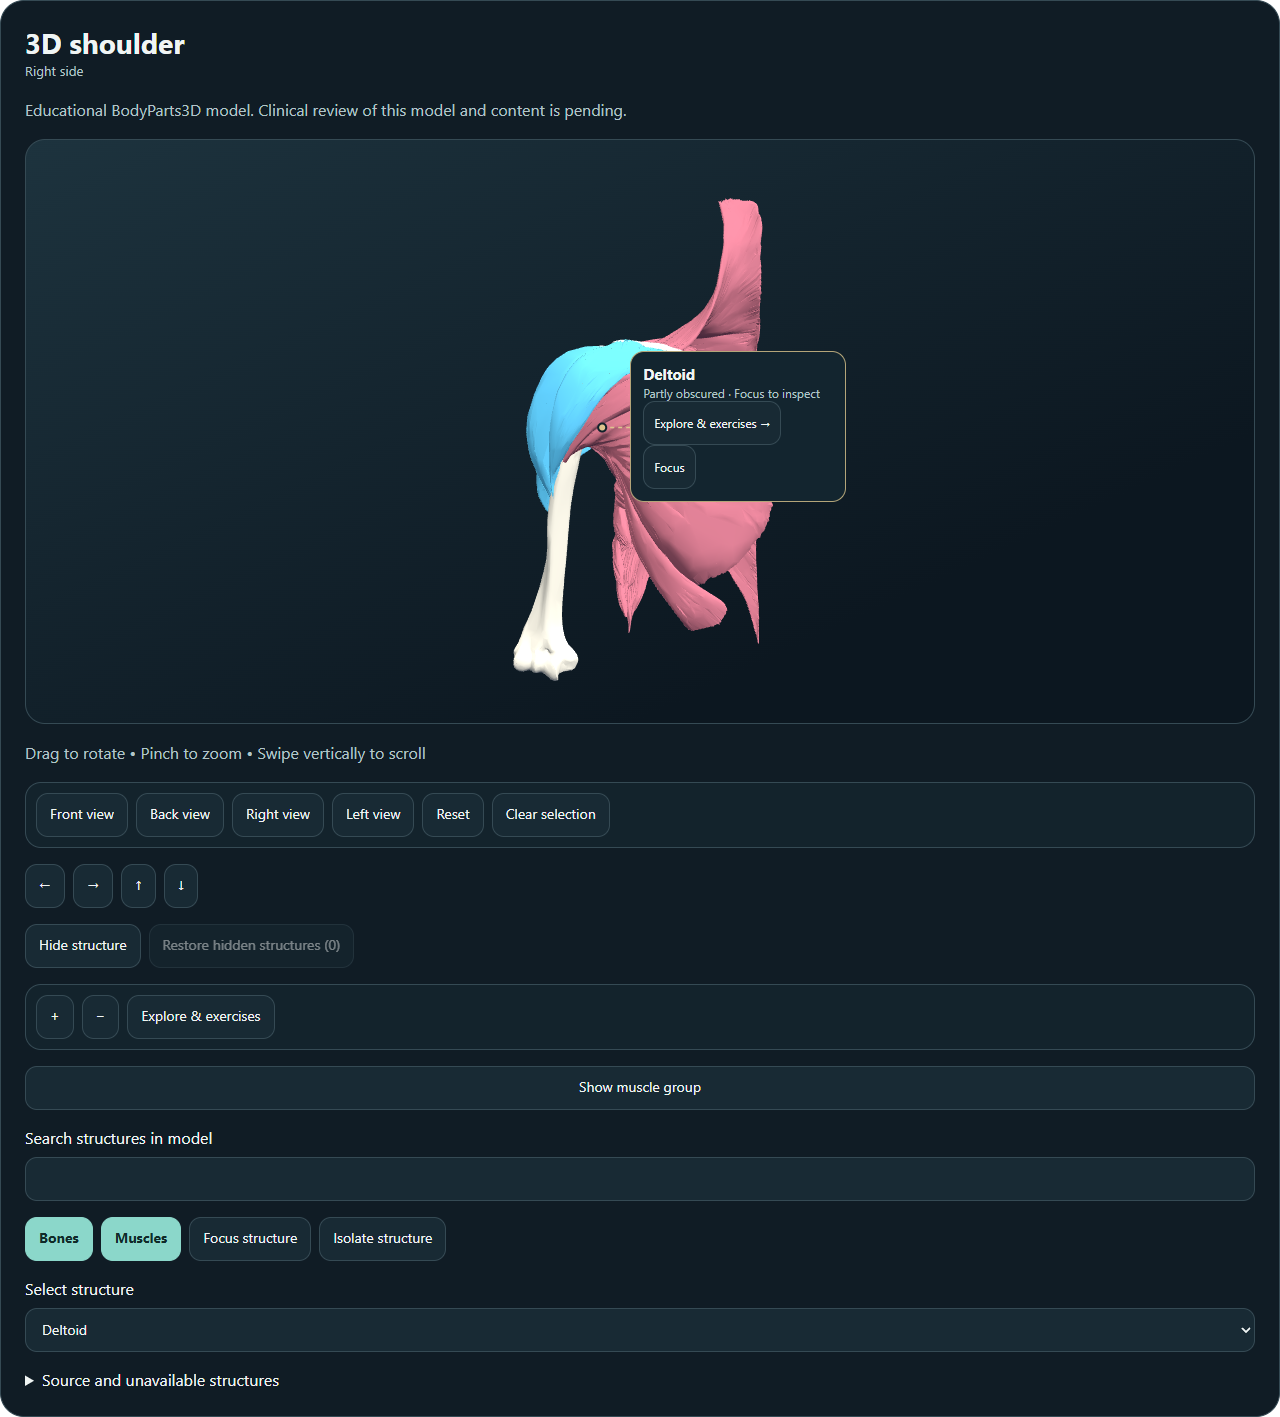 3D shoulder
Right side
Educational BodyParts3D model. Clinical review of this model and content is pending.
Deltoid
Partly obscured · Focus to inspect
Explore & exercises →
Focus
Drag to rotate • Pinch to zoom • Swipe vertically to scroll
Front view Back view Right view Left view Reset Clear selection
← → ↑ ↓
Hide structure Restore hidden structures (0)
+ − Explore & exercises
Show muscle group
Search structures in model
Bones Muscles Focus structure Isolate structure
Select structure
Deltoid
Source and unavailable structures